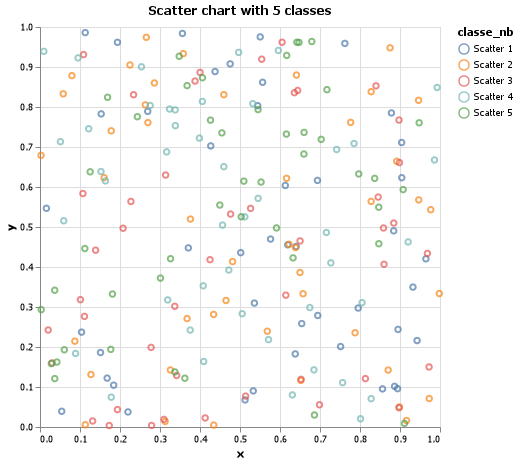 Scatter chart with 5 classes
classe_nb
Scatter 1
Scatter 2
Scatter 3
Scatter 4
Scatter 5
1.0
0.9
0.8
0.7
0.6
0.5
0.4
0.3
0.2
0.1
0.0
y
0.0 0.1 0.2 0.3 0.4 0.5 0.6 0.7 0.8 0.9 1.0
x